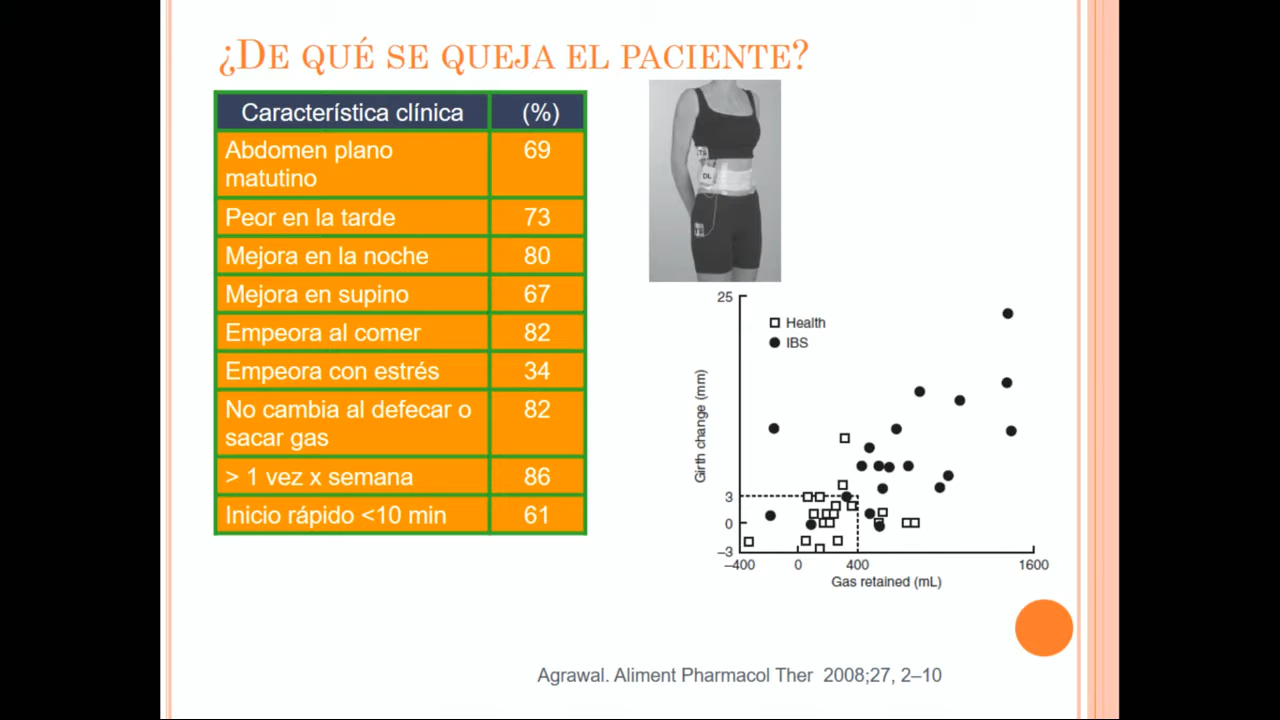 ¿DE QUÉ SE QUEJA EL PACIENTE?
Característica clínica (%)
Abdomen plano 69
matutino
Peor en la tarde 73
Mejora en la noche 80
Mejora en supino 67
Empeora al comer 82
Empeora con estrés 34
No cambia al defecar o 82
sacar gas
> 1 vez x semana 86
Inicio rápido <10 min 61
DL
25
Health
IBS
Girth change (mm)
3
0
–3
–400 0 400 1600
Gas retained (mL)
Agrawal. Aliment Pharmacol Ther 2008;27, 2–10